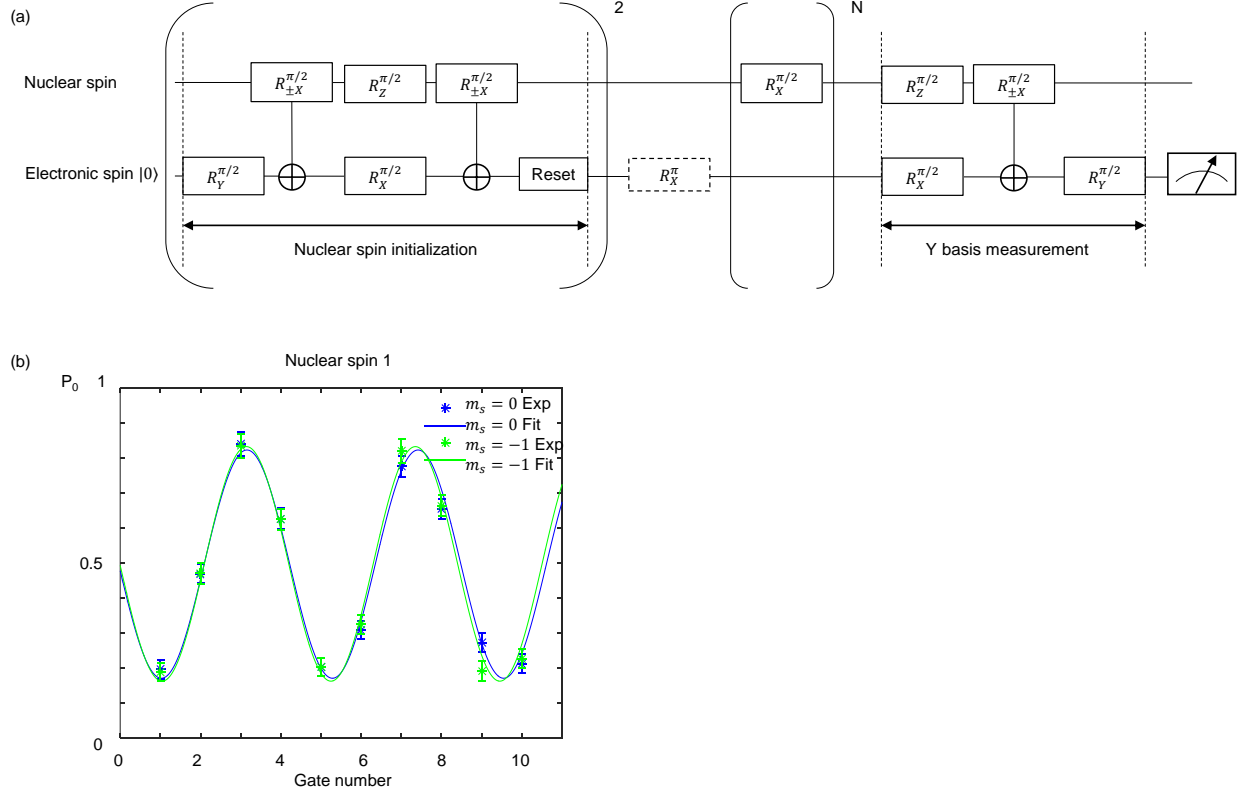 (a)
2
N
Nuclear spin
R_{±X}^{π/2}
R_Z^{π/2}
R_{±X}^{π/2}
R_X^{π/2}
R_Z^{π/2}
R_{±X}^{π/2}
Electronic spin |0⟩
R_Y^{π/2}
R_X^{π/2}
Reset
R_X^π
R_X^{π/2}
R_Y^{π/2}
Nuclear spin initialization
Y basis measurement
(b)
Nuclear spin 1
P_0
1
0.5
0
m_s = 0 Exp
m_s = 0 Fit
m_s = −1 Exp
m_s = −1 Fit
0 2 4 6 8 10
Gate number